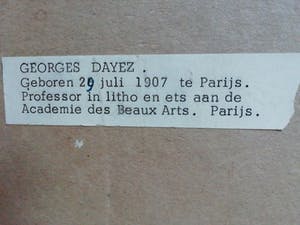 GEORGES DAYEZ .
Geboren 29 juli 1907 te Parijs.
Professor in litho en ets aan de
Academie des Beaux Arts. Parijs.